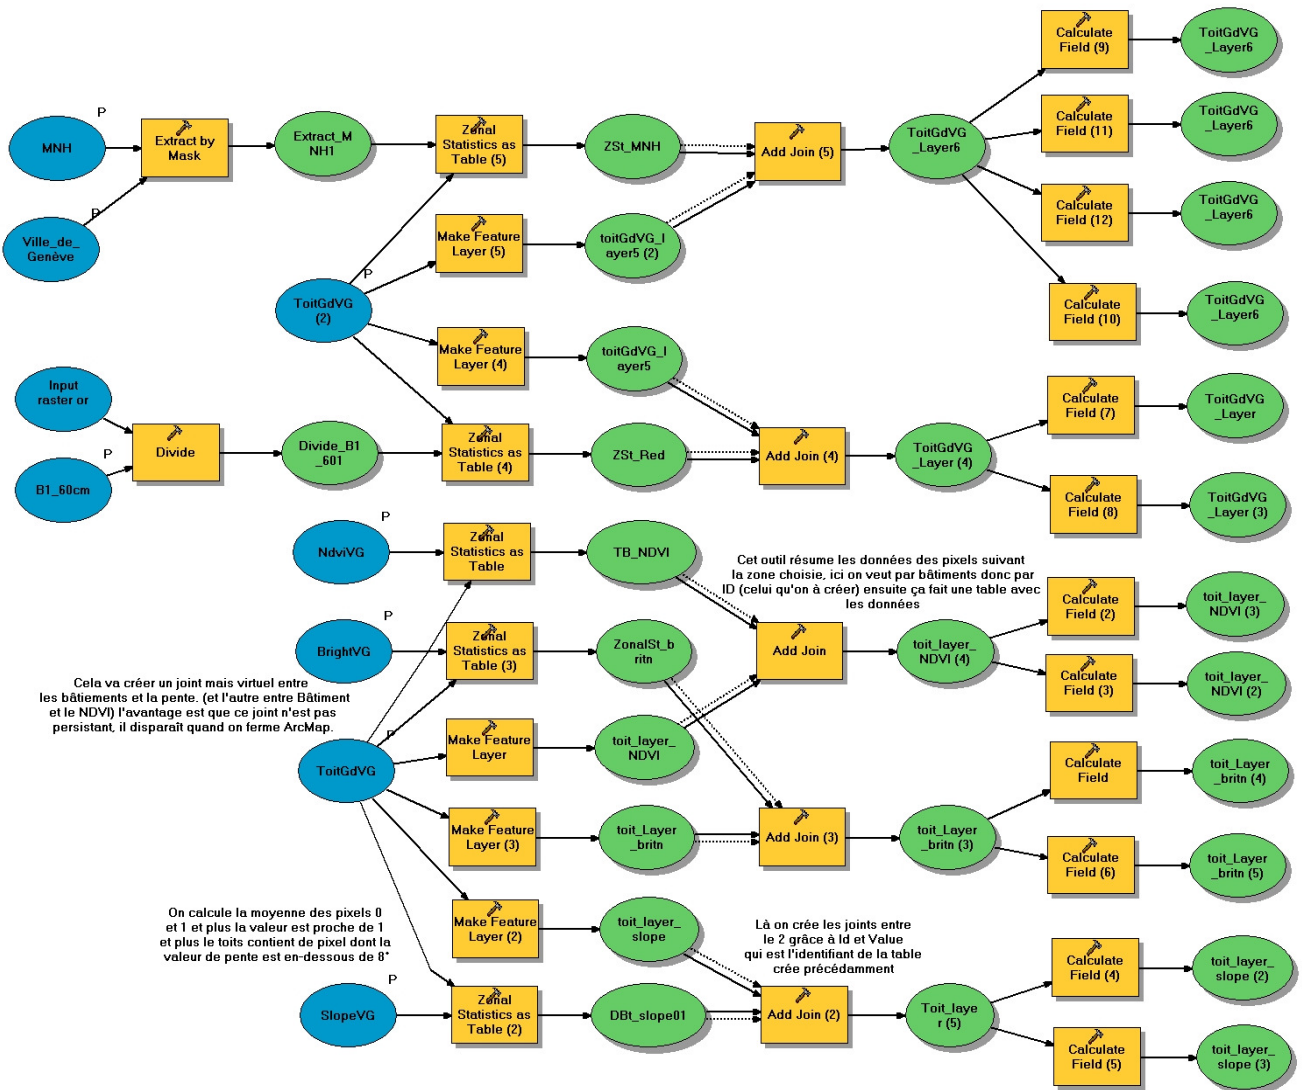 P
MNH
Extract by
Mask
Extract_M
NH1
Zonal
Statistics as
Table (5)
ZSt_MNH
Add Join (5)
ToitGdVG
_Layer6
Calculate
Field (9)
ToitGdVG
_Layer6
Calculate
Field (11)
ToitGdVG
_Layer6
Calculate
Field (12)
ToitGdVG
_Layer6
Calculate
Field (10)
ToitGdVG
_Layer6
P
Ville_de_
Genève
Make Feature
Layer (5)
toitGdVG_l
ayer5 (2)
P
ToitGdVG
(2)
Make Feature
Layer (4)
toitGdVG_l
ayer5
Input
raster or
P
B1_60cm
Divide
Divide_B1
_601
Zonal
Statistics as
Table (4)
ZSt_Red
Add Join (4)
ToitGdVG
_Layer (4)
Calculate
Field (7)
ToitGdVG
_Layer
Calculate
Field (8)
ToitGdVG
_Layer (3)
P
NdviVG
Zonal
Statistics as
Table
TB_NDVI
Cet outil résume les données des pixels suivant
la zone choisie, ici on veut par bâtiments donc par
ID (celui qu'on à créer) ensuite ça fait une table avec
les données
Add Join
toit_layer_
NDVI (4)
Calculate
Field (2)
toit_layer_
NDVI (3)
Calculate
Field (3)
toit_layer_
NDVI (2)
P
BrightVG
Zonal
Statistics as
Table (3)
ZonalSt_b
ritn
Cela va créer un joint mais virtuel entre
les bâtiements et la pente. (et l'autre entre Bâtiment
et le NDVI) l'avantage est que ce joint n'est pas
persistant, il disparaît quand on ferme ArcMap.
P
ToitGdVG
Make Feature
Layer
toit_layer_
NDVI
Make Feature
Layer (3)
toit_Layer
_britn
Add Join (3)
toit_Layer
_britn (3)
Calculate
Field
toit_Layer
_britn (4)
Calculate
Field (6)
toit_Layer
_britn (5)
Make Feature
Layer (2)
toit_layer_
slope
On calcule la moyenne des pixels 0
et 1 et plus la valeur est proche de 1
et plus le toits contient de pixel dont la
valeur de pente est en-dessous de 8°
Là on crée les joints entre
le 2 grâce à Id et Value
qui est l'identifiant de la table
crée précédamment
P
SlopeVG
Zonal
Statistics as
Table (2)
DBt_slope01
Add Join (2)
Toit_laye
r (5)
Calculate
Field (4)
toit_layer_
slope (2)
Calculate
Field (5)
toit_layer_
slope (3)